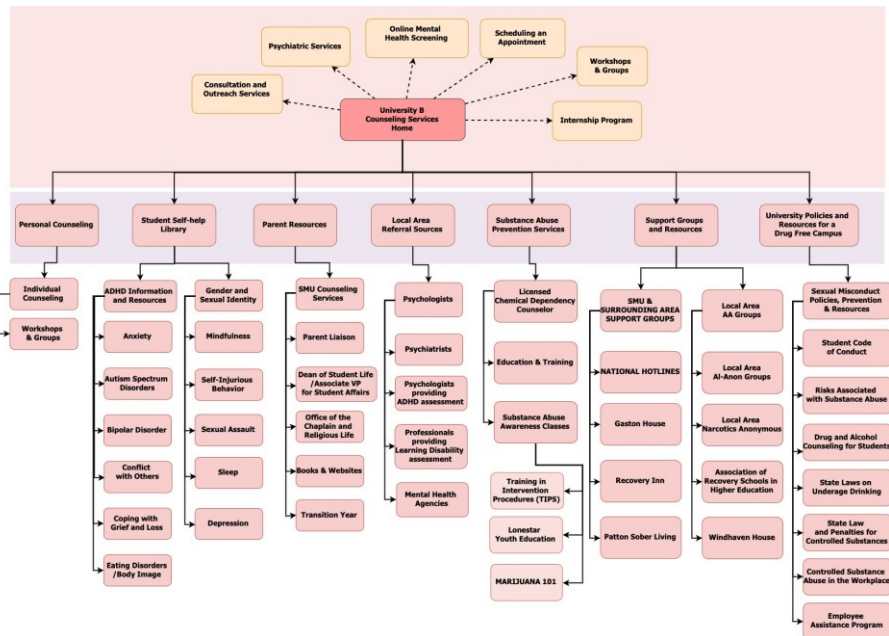 Online Mental
Health Screening
Scheduling an
Appointment
Psychiatric Services
Workshops
& Groups
Consultation and
Outreach Services
University B
Counseling Services
Home
Internship Program
Personal Counseling
Student Self-help
Library
Parent Resources
Local Area
Referral Sources
Substance Abuse
Prevention Services
Support Groups
and Resources
University Policies and
Resources for a
Drug Free Campus
Individual
Counseling
Workshops
& Groups
ADHD Information
and Resources
Anxiety
Autism Spectrum
Disorders
Bipolar Disorder
Conflict
with Others
Coping with
Grief and Loss
Eating Disorders
/Body Image
Gender and
Sexual Identity
Mindfulness
Self-Injurious
Behavior
Sexual Assault
Sleep
Depression
SMU Counseling
Services
Parent Liaison
Dean of Student Life
/Associate VP
for Student Affairs
Office of the
Chaplain and
Religious Life
Books & Websites
Transition Year
Psychologists
Psychiatrists
Psychologists
providing
ADHD assessment
Professionals
providing
Learning Disability
assessment
Mental Health
Agencies
Licensed
Chemical Dependency
Counselor
Education & Training
Substance Abuse
Awareness Classes
Training in
Intervention
Procedures (TIPS)
Lonestar
Youth Education
MARIJUANA 101
SMU &
SURROUNDING AREA
SUPPORT GROUPS
NATIONAL HOTLINES
Gaston House
Recovery Inn
Patton Sober Living
Local Area
AA Groups
Local Area
Al-Anon Groups
Local Area
Narcotics Anonymous
Association of
Recovery Schools in
Higher Education
Windhaven House
Sexual Misconduct
Policies, Prevention
& Resources
Student Code
of Conduct
Risks Associated
with Substance Abuse
Drug and Alcohol
Counseling for Students
State Laws on
Underage Drinking
State Law
and Penalties for
Controlled Substances
Controlled Substance
Abuse in the Workplace
Employee
Assistance Program